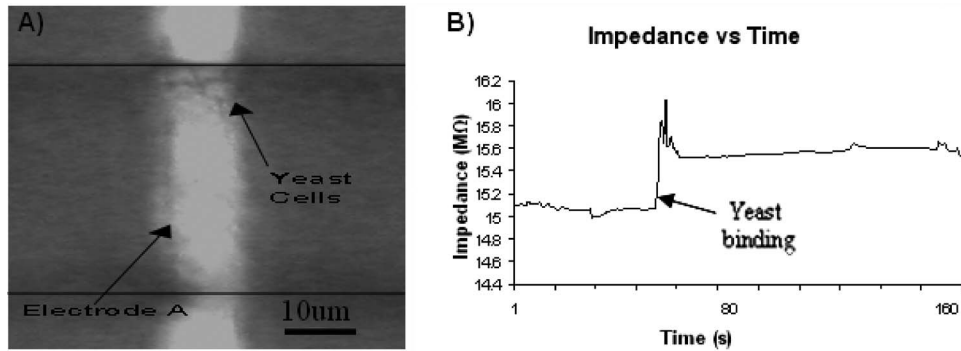 A)
Yeast
Cells
Electrode A
10um
B)
Impedance vs Time
Impedance (MΩ)
16.2
16
15.8
15.6
15.4
15.2
15
14.8
14.6
14.4
Yeast
binding
1
80
160
Time (s)